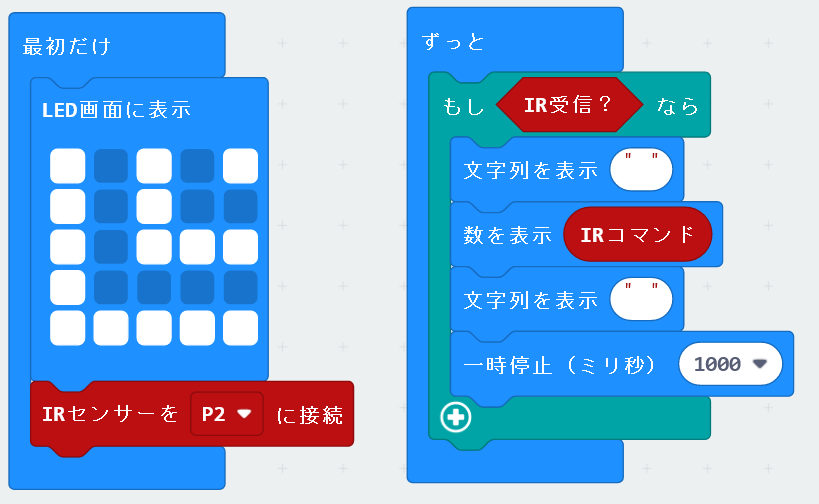 最初だけ
LED画面に表示
IRセンサーを P2 に接続
ずっと
もし IR受信？ なら
文字列を表示 " "
数を表示 IRコマンド
文字列を表示 " "
一時停止（ミリ秒） 1000